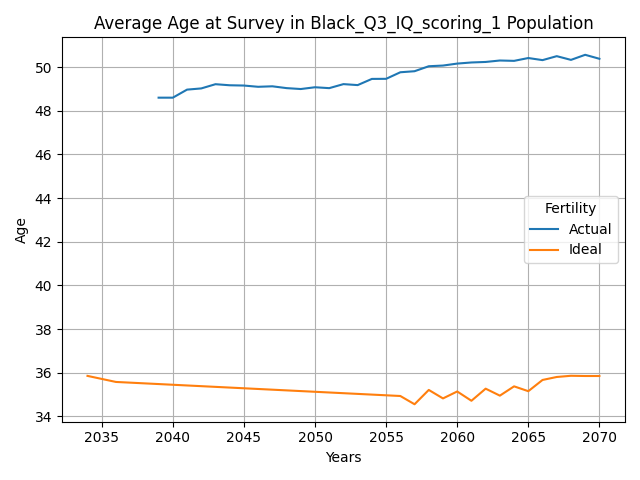 Average Age at Survey in Black_Q3_IQ_scoring_1 Population
Age
50
48
46
44
42
40
38
36
34
Fertility
Actual
Ideal
2035 2040 2045 2050 2055 2060 2065 2070
Years